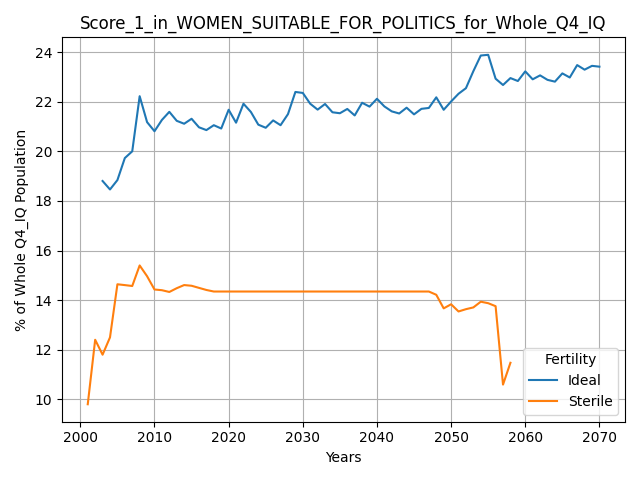 Score_1_in_WOMEN_SUITABLE_FOR_POLITICS_for_Whole_Q4_IQ
% of Whole Q4_IQ Population
24
22
20
18
16
14
12
10
Fertility
Ideal
Sterile
2000 2010 2020 2030 2040 2050 2060 2070
Years